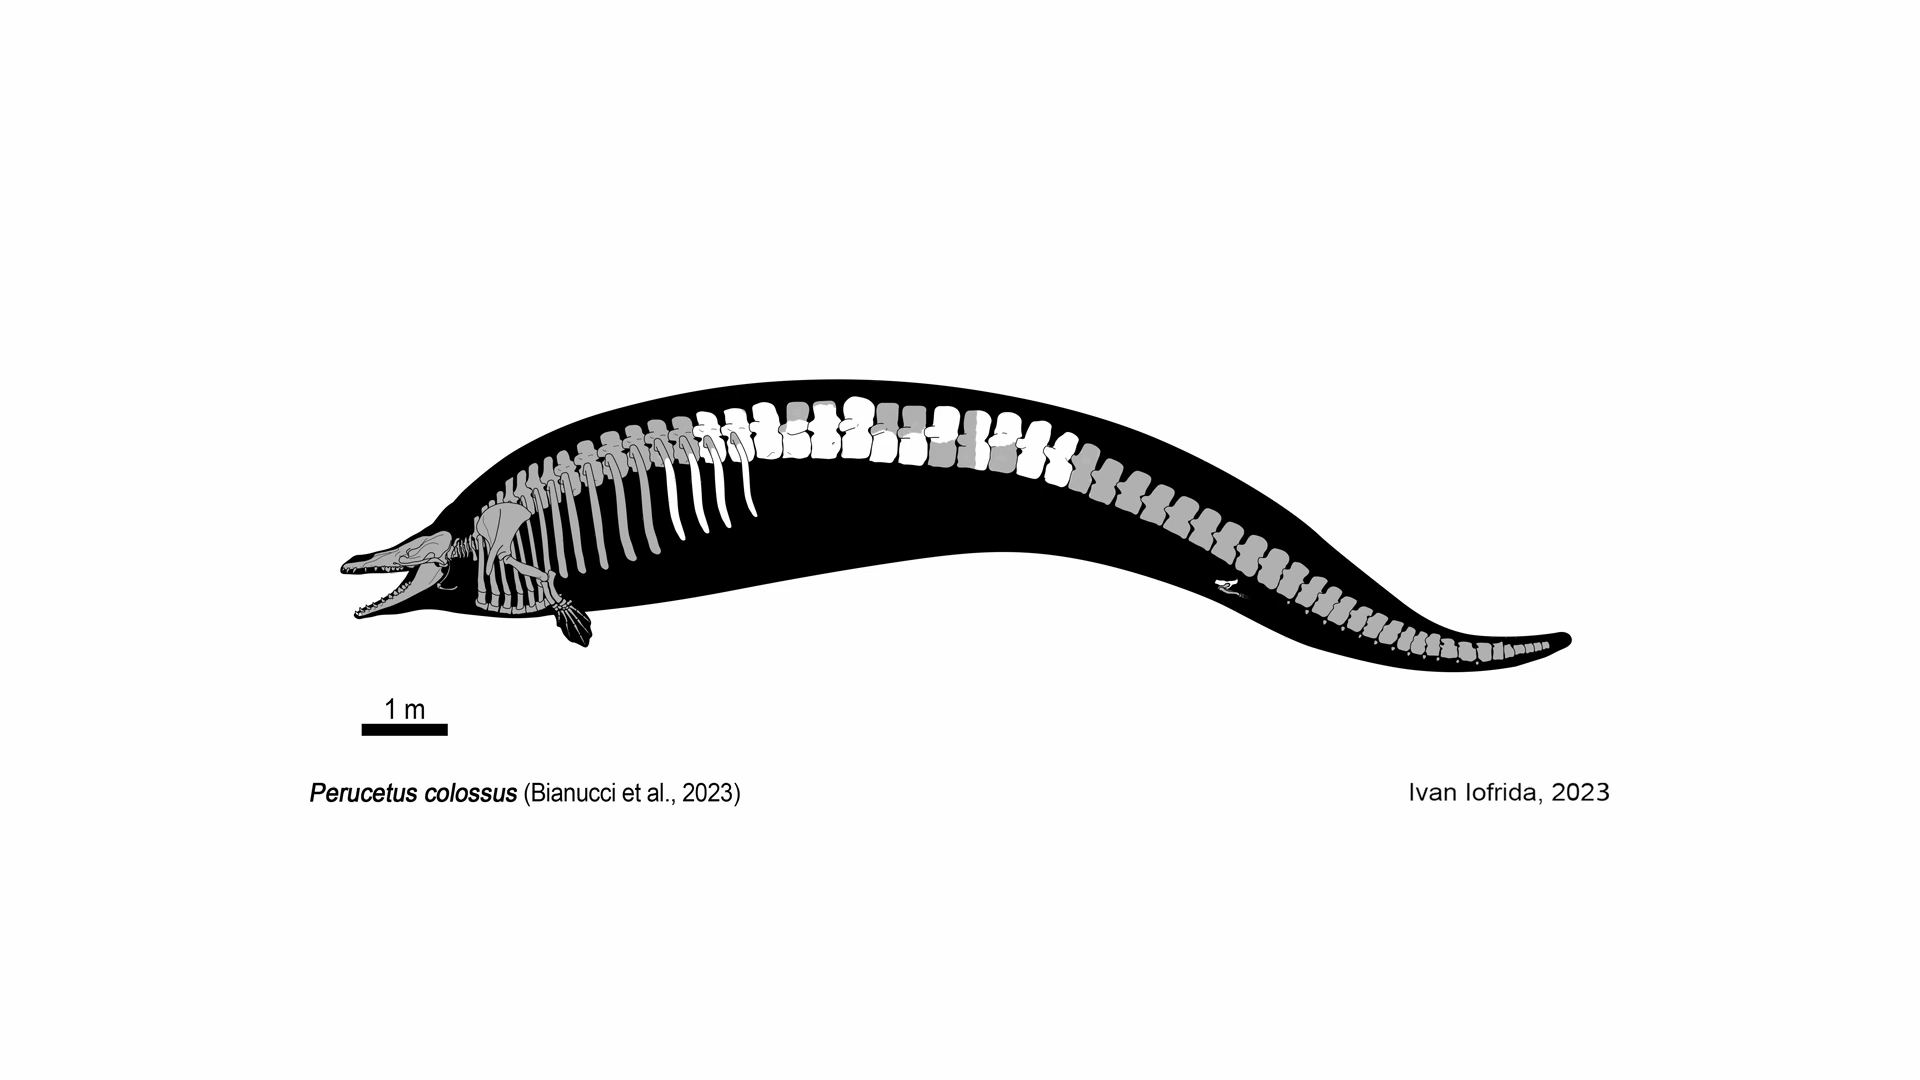 1 m
Perucetus colossus (Bianucci et al., 2023)
Ivan Iofrida, 2023